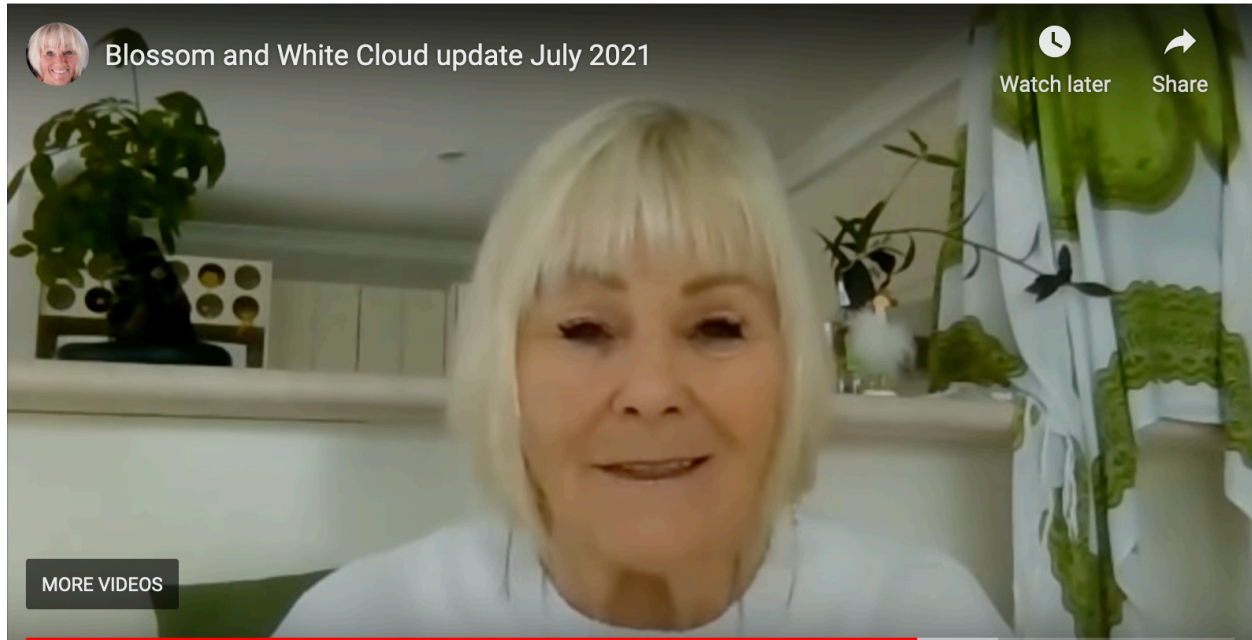 Blossom and White Cloud update July 2021
Watch later
Share
MORE VIDEOS